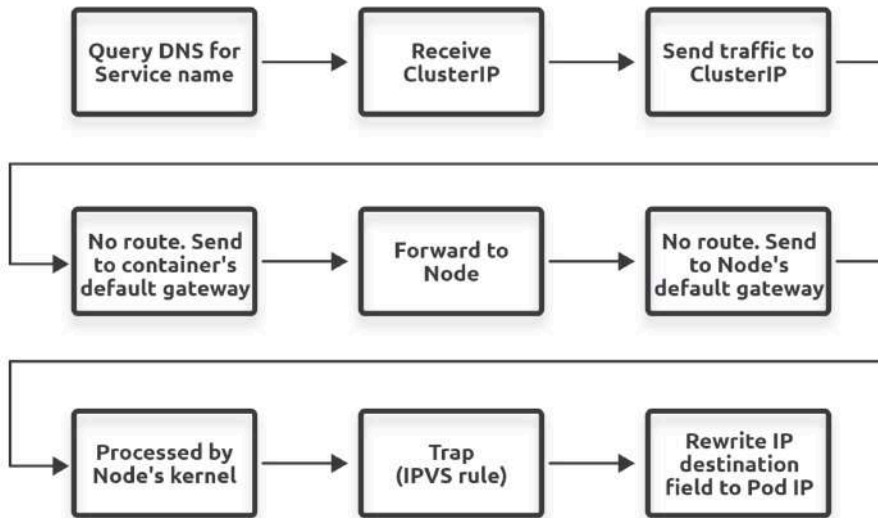 Query DNS for
Service name
Receive
ClusterIP
Send traffic to
ClusterIP
No route. Send
to container's
default gateway
Forward to
Node
No route. Send
to Node's
default gateway
Processed by
Node's kernel
Trap
(IPVS rule)
Rewrite IP
destination
field to Pod IP